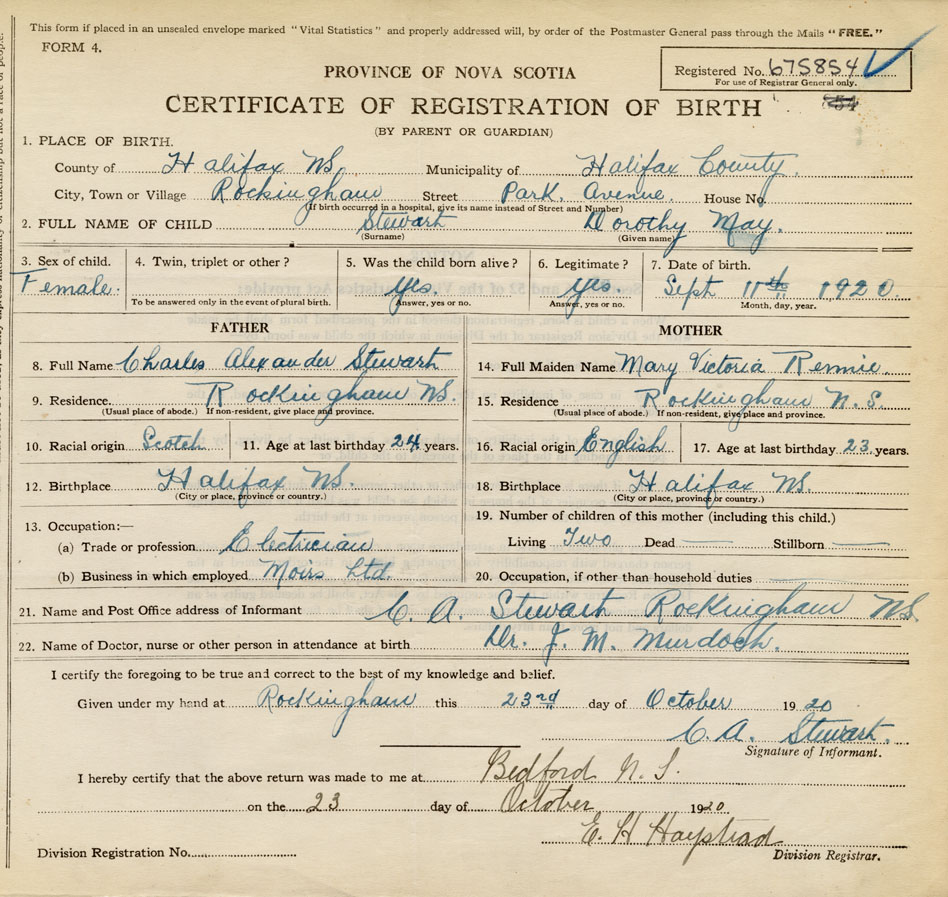 This form if placed in an unsealed envelope marked "Vital Statistics" and properly addressed will, by order of the Postmaster General pass through the Mails "FREE."
FORM 4.
Registered No. 675854
For use of Registrar General only.
PROVINCE OF NOVA SCOTIA
CERTIFICATE OF REGISTRATION OF BIRTH
(BY PARENT OR GUARDIAN)
1. PLACE OF BIRTH.
County of Halifax NS. Municipality of Halifax County.
City, Town or Village Rockingham Street Park. Avenue. House No.
(If birth occurred in a hospital, give its name instead of Street and Number)
2. FULL NAME OF CHILD Stewart Dorothy May.
(Surname) (Given name)
3. Sex of child. 4. Twin, triplet or other? 5. Was the child born alive? 6. Legitimate? 7. Date of birth.
Female. Yes. Yes. Sept 11th 1920
To be answered only in the event of plural birth. Answer, yes or no. Answer, yes or no. Month, day, year.
FATHER MOTHER
8. Full Name Charles Alexander Stewart 14. Full Maiden Name Mary Victoria Rennie.
9. Residence Rockingham NS. 15. Residence Rockingham N.S.
(Usual place of abode.) If non-resident, give place and province. (Usual place of abode.) If non-resident, give place and province.
10. Racial origin Scotch 11. Age at last birthday 24 years. 16. Racial origin English 17. Age at last birthday 23 years.
12. Birthplace Halifax NS. 18. Birthplace Halifax NS.
(City or place, province or country.) (City or place, province or country.)
13. Occupation:— 19. Number of children of this mother (including this child.)
(a) Trade or profession Electrician Living Two Dead — Stillborn —
(b) Business in which employed Moirs Ltd. 20. Occupation, if other than household duties
21. Name and Post Office address of Informant C. A. Stewart Rockingham NS
22. Name of Doctor, nurse or other person in attendance at birth Dr. J. M. Murdoch.
I certify the foregoing to be true and correct to the best of my knowledge and belief.
Given under my hand at Rockingham this 23rd day of October 1920
C. A. Stewart.
Signature of Informant.
I hereby certify that the above return was made to me at Bedford N. S.
on the 23 day of October 1920
E. H
Division Registration No. Division Registrar.